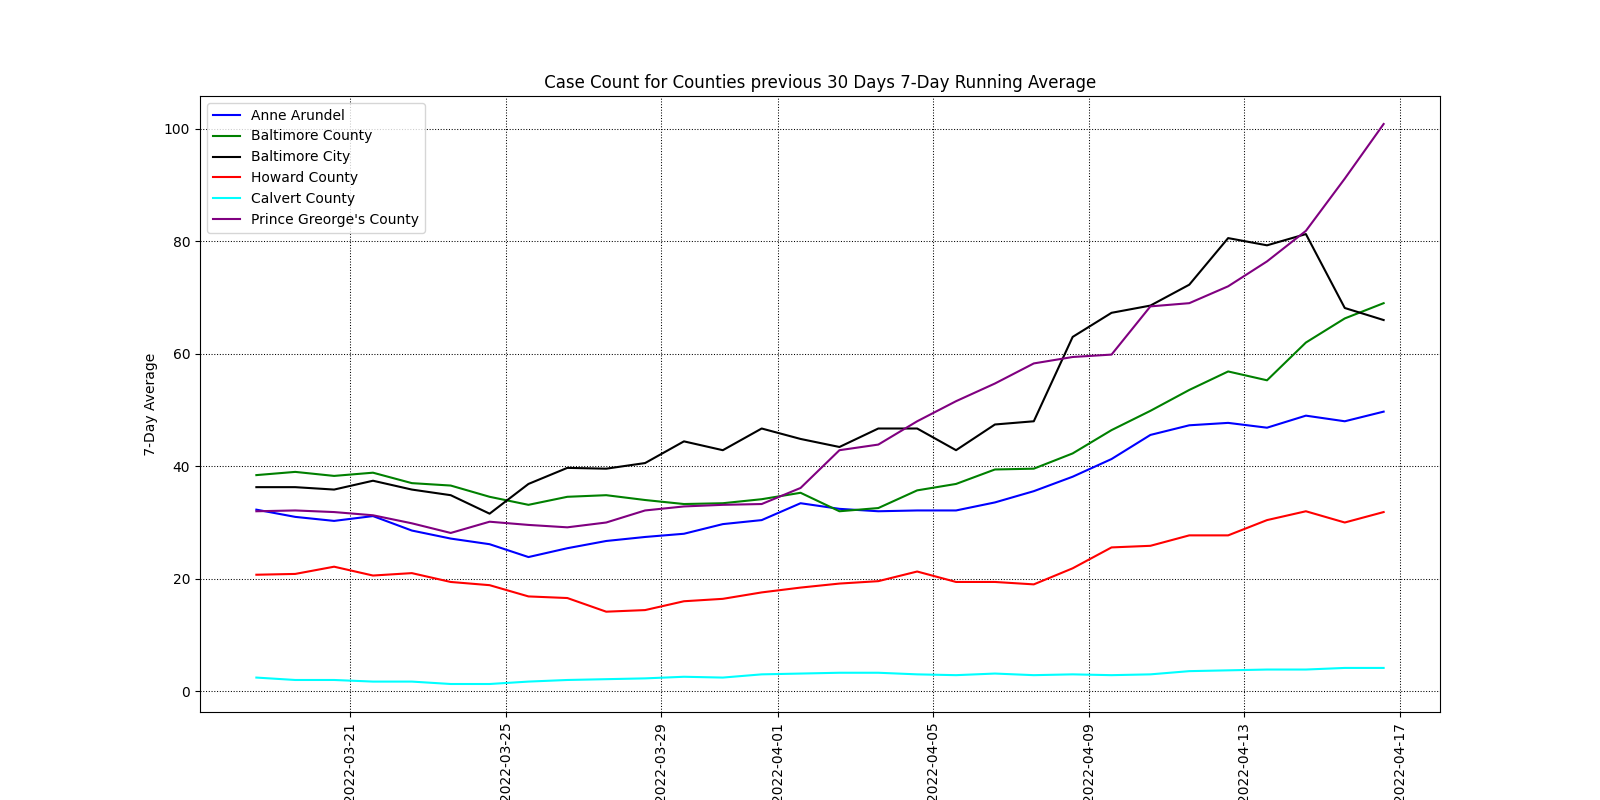 Case Count for Counties previous 30 Days 7-Day Running Average
Anne Arundel
Baltimore County
Baltimore City
Howard County
Calvert County
Prince Greorge's County
7-Day Average
100
80
60
40
20
0
2022-03-21
2022-03-25
2022-03-29
2022-04-01
2022-04-05
2022-04-09
2022-04-13
2022-04-17